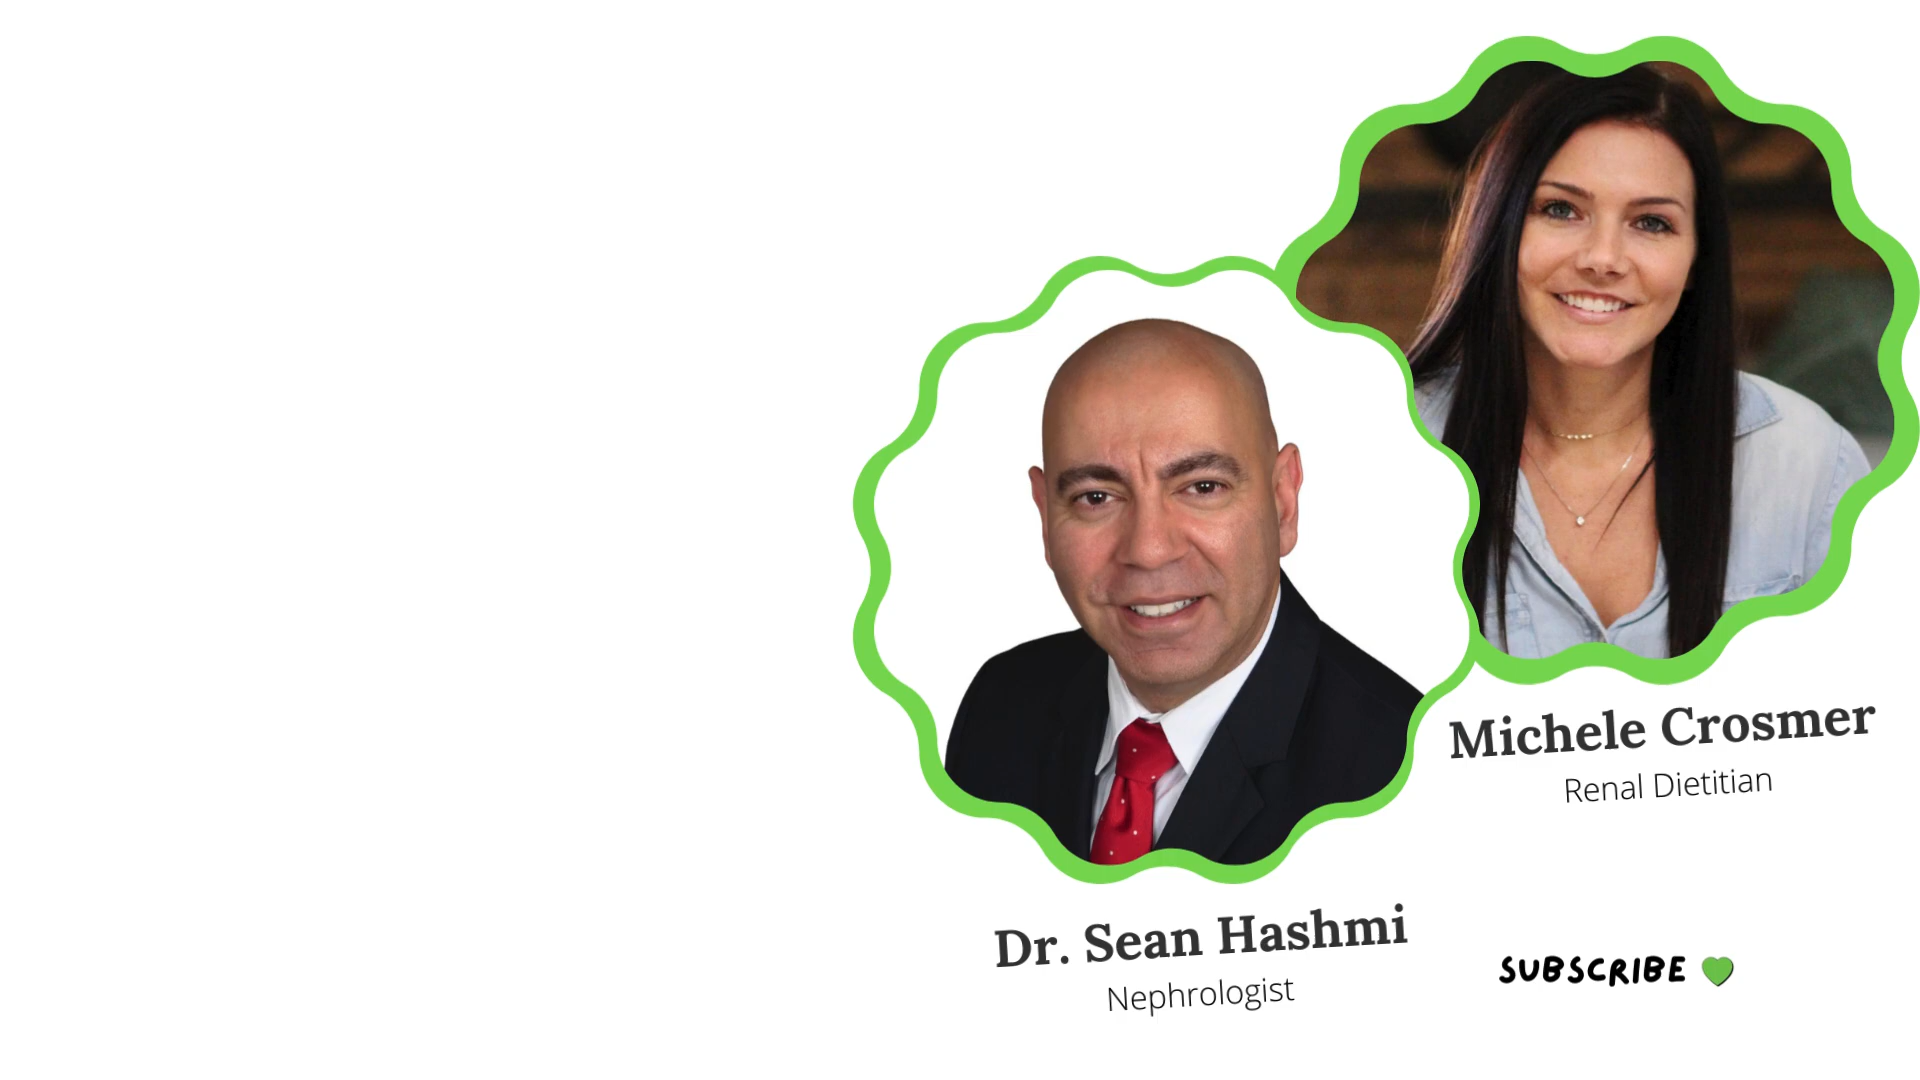 Michele Crosmer
Renal Dietitian
Dr. Sean Hashmi
Nephrologist
SUBSCRIBE